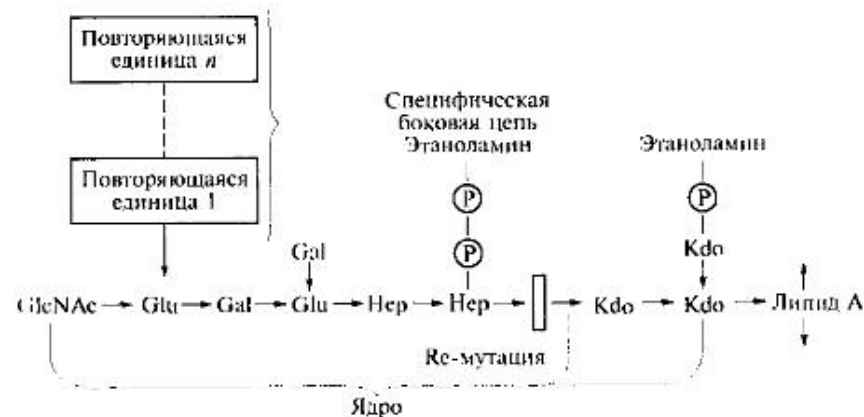 Повторяющаяся
единица n
Специфическая
боковая цепь
Этаноламин
Этаноламин
Повторяющаяся
единица 1
P
P
P
Gal
Kdo
GlcNAc → Glu → Gal → Glu → Hep → Hep → Kdo → Kdo → Липид А
Re-мутация
Ядро